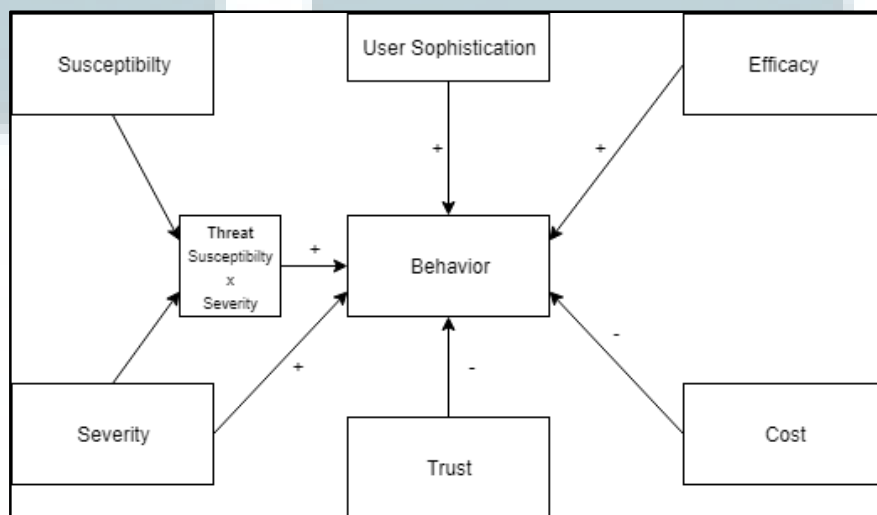 Susceptibilty
User Sophistication
Efficacy
+
+
Threat
Susceptibilty
x
Severity
+
Behavior
+
-
-
Severity
Trust
Cost